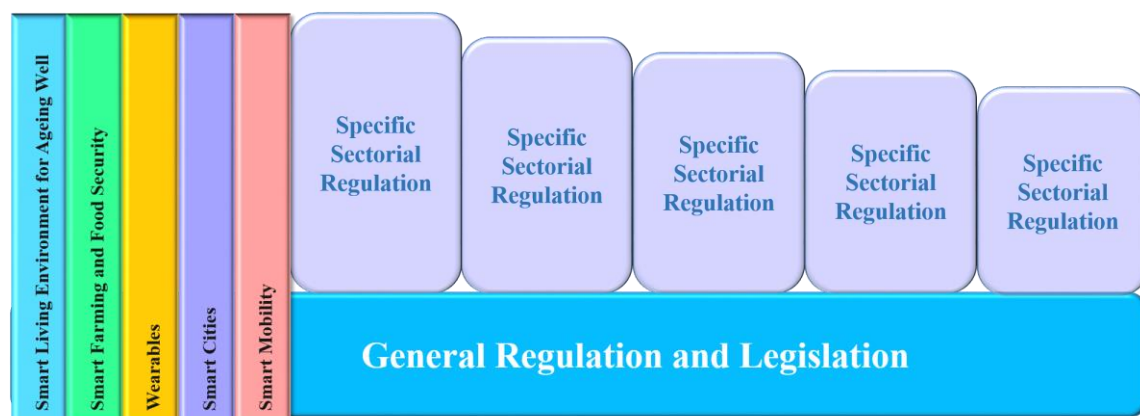 Smart Living Environment for Ageing Well
Smart Farming and Food Security
Wearables
Smart Cities
Smart Mobility
Specific
Sectorial
Regulation
Specific
Sectorial
Regulation
Specific
Sectorial
Regulation
Specific
Sectorial
Regulation
Specific
Sectorial
Regulation
General Regulation and Legislation